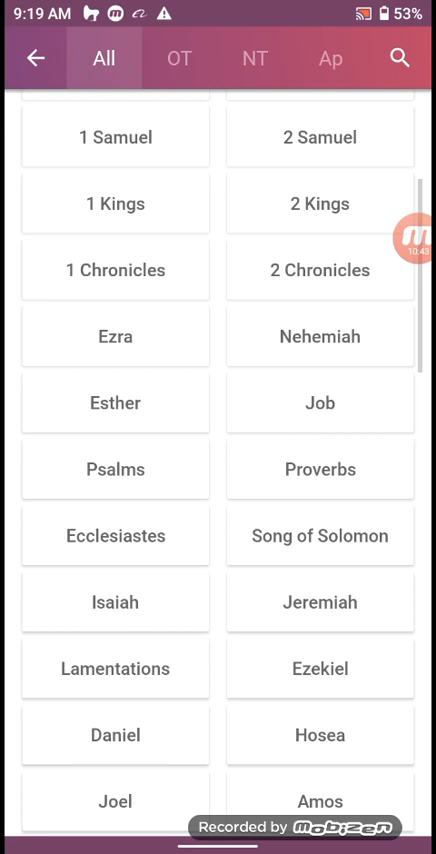 9:19 AM 53%
All OT NT Ap
1 Samuel 2 Samuel
1 Kings 2 Kings
10:43
1 Chronicles 2 Chronicles
Ezra Nehemiah
Esther Job
Psalms Proverbs
Ecclesiastes Song of Solomon
Isaiah Jeremiah
Lamentations Ezekiel
Daniel Hosea
Joel Amos
Recorded by mobizen